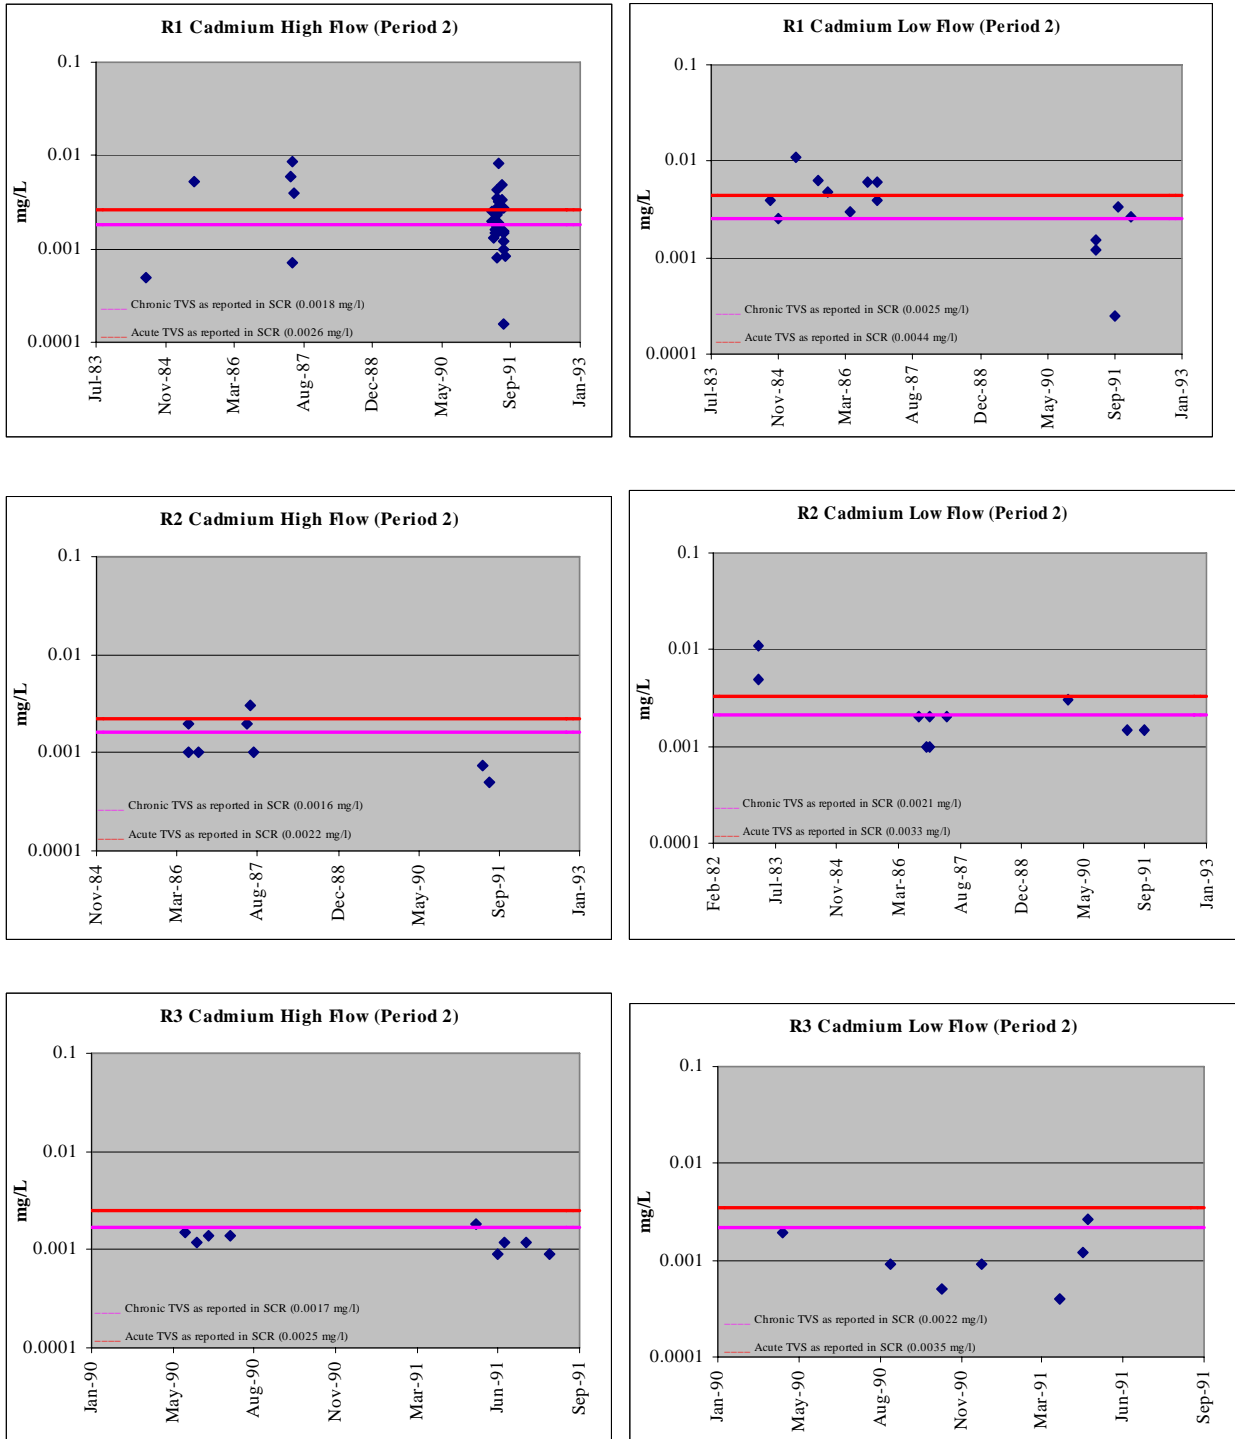 R1 Cadmium High Flow (Period 2)
0.1
0.01
0.001
0.0001
mg/L
Chronic TVS as reported in SCR (0.0018 mg/l)
Acute TVS as reported in SCR (0.0026 mg/l)
Jul-83
Nov-84
Mar-86
Aug-87
Dec-88
May-90
Sep-91
Jan-93
R1 Cadmium Low Flow (Period 2)
0.1
0.01
0.001
0.0001
mg/L
Chronic TVS as reported in SCR (0.0025 mg/l)
Acute TVS as reported in SCR (0.0044 mg/l)
Jul-83
Nov-84
Mar-86
Aug-87
Dec-88
May-90
Sep-91
Jan-93
R2 Cadmium High Flow (Period 2)
0.1
0.01
0.001
0.0001
mg/L
Chronic TVS as reported in SCR (0.0016 mg/l)
Acute TVS as reported in SCR (0.0022 mg/l)
Nov-84
Mar-86
Aug-87
Dec-88
May-90
Sep-91
Jan-93
R2 Cadmium Low Flow (Period 2)
0.1
0.01
0.001
0.0001
mg/L
Chronic TVS as reported in SCR (0.0021 mg/l)
Acute TVS as reported in SCR (0.0033 mg/l)
Feb-82
Jul-83
Nov-84
Mar-86
Aug-87
Dec-88
May-90
Sep-91
Jan-93
R3 Cadmium High Flow (Period 2)
0.1
0.01
0.001
0.0001
mg/L
Chronic TVS as reported in SCR (0.0017 mg/l)
Acute TVS as reported in SCR (0.0025 mg/l)
Jan-90
May-90
Aug-90
Nov-90
Mar-91
Jun-91
Sep-91
R3 Cadmium Low Flow (Period 2)
0.1
0.01
0.001
0.0001
mg/L
Chronic TVS as reported in SCR (0.0022 mg/l)
Acute TVS as reported in SCR (0.0035 mg/l)
Jan-90
May-90
Aug-90
Nov-90
Mar-91
Jun-91
Sep-91